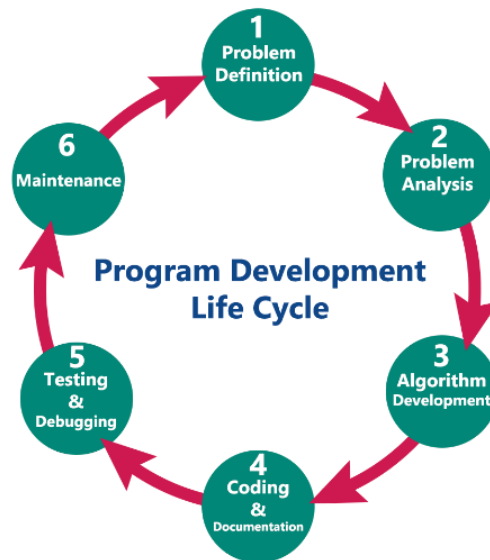 1
Problem
Definition
2
Problem
Analysis
3
Algorithm
Development
4
Coding
&
Documentation
5
Testing
&
Debugging
6
Maintenance
Program Development
Life Cycle